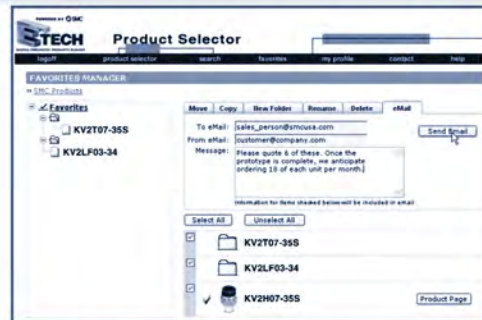 POWERED BY SMC
ETECH
Product Selector
logoff product selector search favorites my profile contact help
FAVORITES MANAGER
» SMC Products
Favorites
KV2T07-35S
KV2LF03-34
Move Copy New Folder Rename Delete eMail
To eMail: sales_person@smcusa.com
From eMail: customer@company.com
Send Email
Message: Please quote 6 of these. Once the
prototype is complete, we anticipate
ordering 10 of each unit per month.
Information for items checked below will be included in email
Select All Unselect All
KV2T07-35S
KV2LF03-34
KV2H07-35S
Product Page